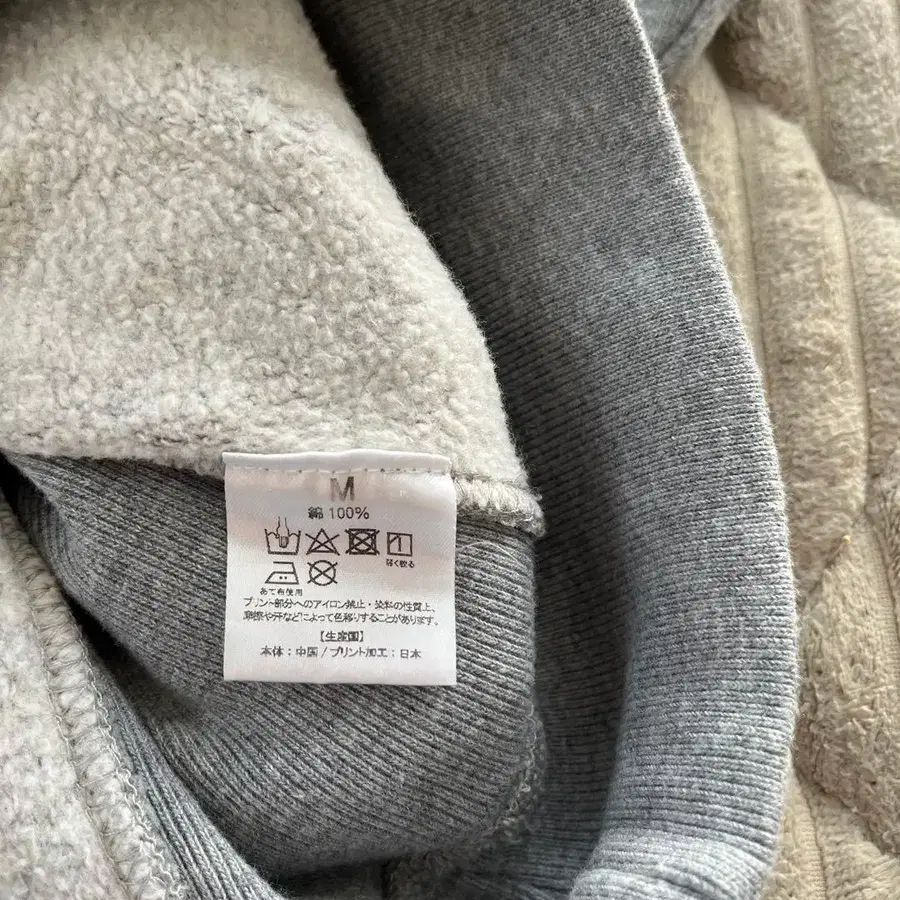 M
綿 100%
弱く絞る
あて布使用
プリント部分へのアイロン禁止・染料の性質上、
摩擦や汗などによって色移りすることがあります。
【生産国】
本体：中国 / プリント加工：日本